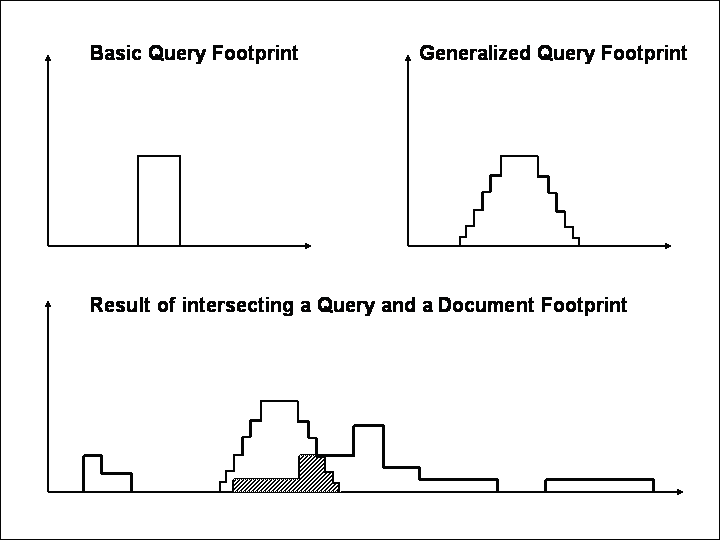 Basic Query Footprint
Generalized Query Footprint
Result of intersecting a Query and a Document Footprint